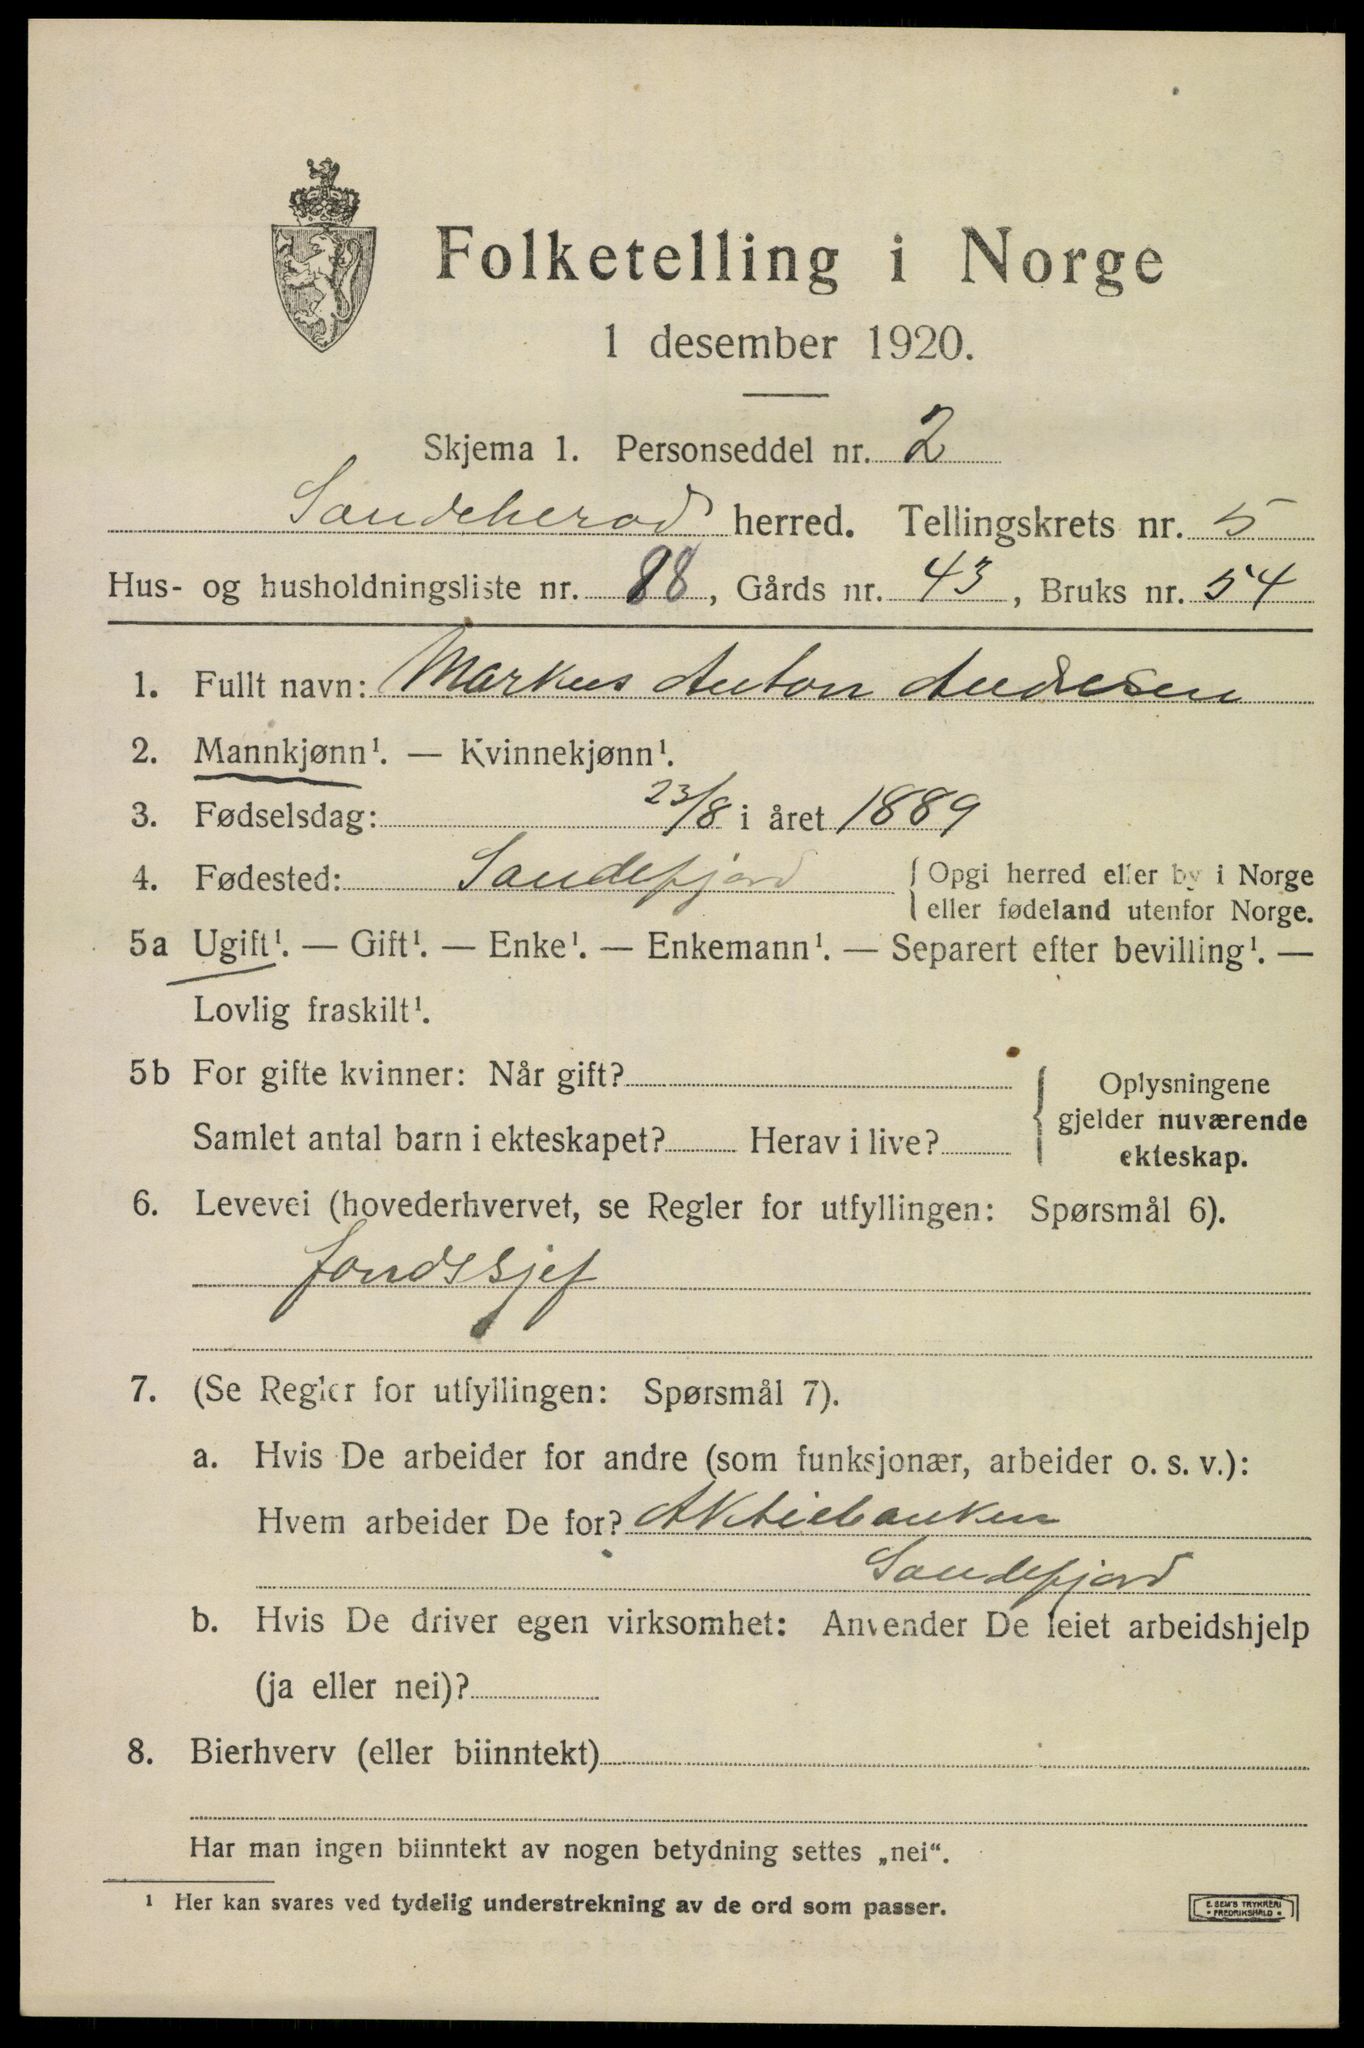 Folketelling i Norge
1 desember 1920.
Skjema 1. Personseddel nr. 2
Sandeherad herred. Tellingskrets nr. 5
Hus- og husholdningsliste nr. 88, Gårds nr. 43, Bruks nr. 54
1. Fullt navn: Markus Anton Andresen
2. Mannkjønn¹. — Kvinnekjønn¹.
3. Fødselsdag: 23/8 i året 1889
4. Fødested: Sandefjord { Opgi herred eller by i Norge
eller fødeland utenfor Norge.
5a Ugift¹. — Gift¹. — Enke¹. — Enkemann¹. — Separert efter bevilling¹. —
Lovlig fraskilt¹.
5b For gifte kvinner: Når gift?
Samlet antal barn i ekteskapet? Herav i live?
Oplysningene
gjelder nuværende
ekteskap.
6. Levevei (hovederhvervet, se Regler for utfyllingen: Spørsmål 6).
fondssjef
7. (Se Regler for utfyllingen: Spørsmål 7).
a. Hvis De arbeider for andre (som funksjonær, arbeider o. s. v.):
Hvem arbeider De for? Aktiebanken
Sandefjord
b. Hvis De driver egen virksomhet: Anvender De leiet arbeidshjelp
(ja eller nei)?
8. Bierhverv (eller biinntekt)
Har man ingen biinntekt av nogen betydning settes „nei“.
¹ Her kan svares ved tydelig understrekning av de ord som passer.
E. SEM'S TRYKKERI
• FREDRIKSHALD •